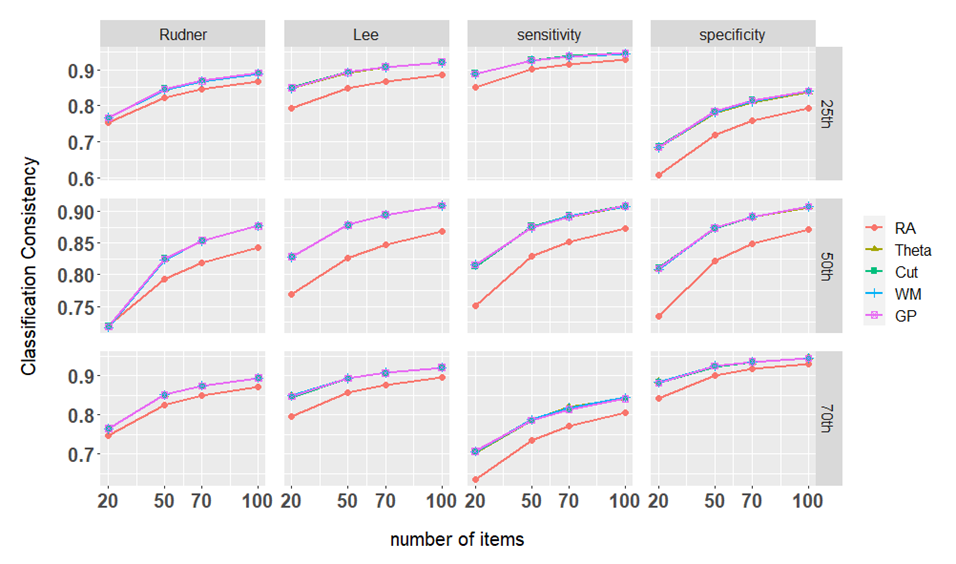 Rudner Lee sensitivity specificity
Classification Consistency
0.9
0.8
0.7
0.6
25th
0.90
0.85
0.80
0.75
50th
0.9
0.8
0.7
70th
20 50 70 100 20 50 70 100 20 50 70 100 20 50 70 100
number of items
RA
Theta
Cut
WM
GP